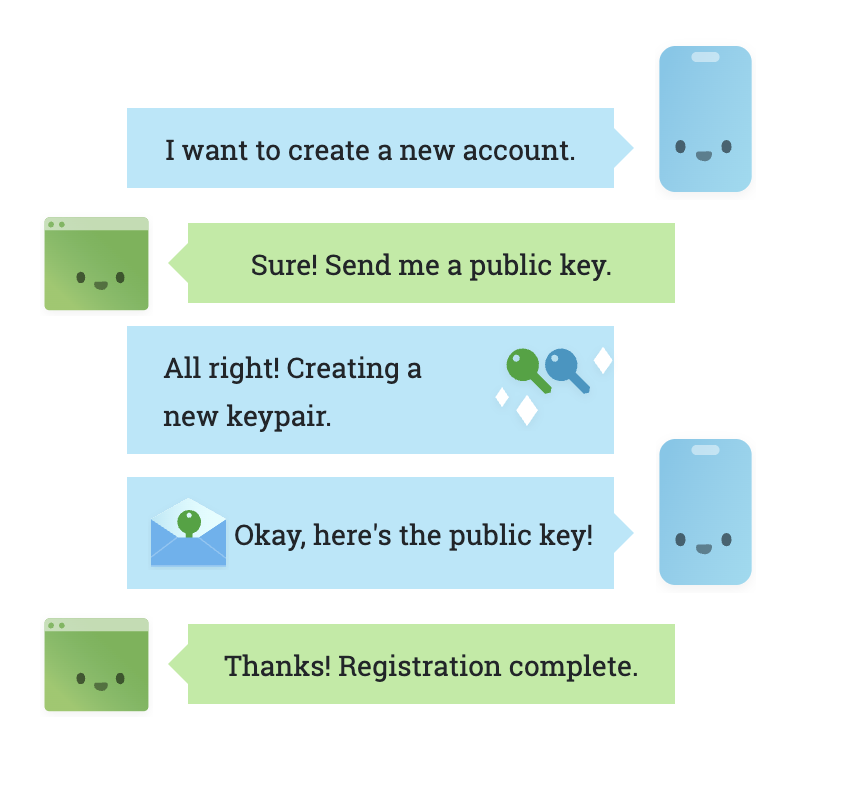 I want to create a new account.
Sure! Send me a public key.
All right! Creating a
new keypair.
Okay, here's the public key!
Thanks! Registration complete.